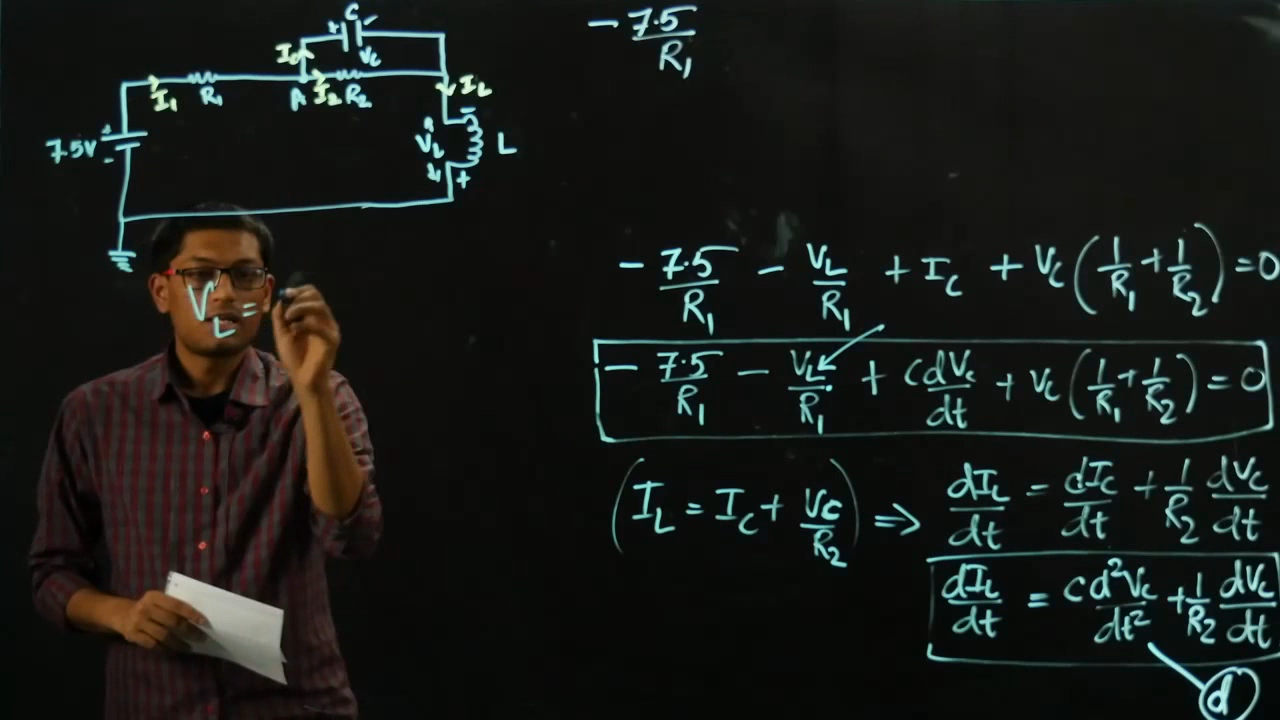 C
+ -
I_C V_C
I_1 R_1 A I_2 R_2 I_L
7.5V + -
V_L - + L
V_L =
- 7.5/R_1
- 7.5/R_1 - V_L/R_1 + I_C + V_C (1/R_1 + 1/R_2) = 0
- 7.5/R_1 - V_L/R_1 + C dV_C/dt + V_C (1/R_1 + 1/R_2) = 0
(I_L = I_C + V_C/R_2) ⇒ dI_L/dt = dI_C/dt + 1/R_2 dV_C/dt
dI_L/dt = C d²V_C/dt² + 1/R_2 dV_C/dt
d